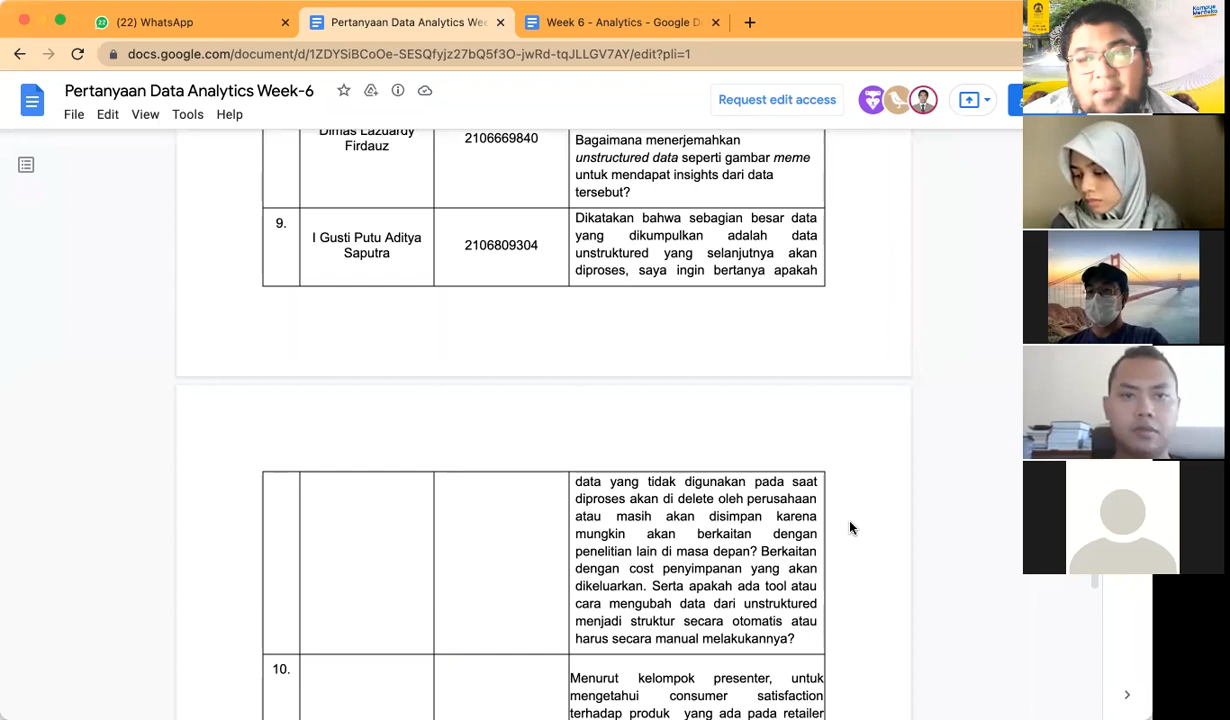 (22) WhatsApp
Pertanyaan Data Analytics Wee
Week 6 - Analytics - Google D
docs.google.com/document/d/1ZDYSiBCoOe-SESQfyjz27bQ5f3O-jwRd-tqJLLGV7AY/edit?pli=1
Pertanyaan Data Analytics Week-6
Request edit access
File Edit View Tools Help
Dimas Lazuardy
Firdauz
2106669840
Bagaimana menerjemahkan
unstructured data seperti gambar meme
untuk mendapat insights dari data
tersebut?
9.
I Gusti Putu Aditya
Saputra
2106809304
Dikatakan bahwa sebagian besar data
yang dikumpulkan adalah data
unstruktured yang selanjutnya akan
diproses, saya ingin bertanya apakah
data yang tidak digunakan pada saat
diproses akan di delete oleh perusahaan
atau masih akan disimpan karena
mungkin akan berkaitan dengan
penelitian lain di masa depan? Berkaitan
dengan cost penyimpanan yang akan
dikeluarkan. Serta apakah ada tool atau
cara mengubah data dari unstruktured
menjadi struktur secara otomatis atau
harus secara manual melakukannya?
10.
Menurut kelompok presenter, untuk
mengetahui consumer satisfaction
terhadap produk yang ada pada retailer
Kampus
Merdeka